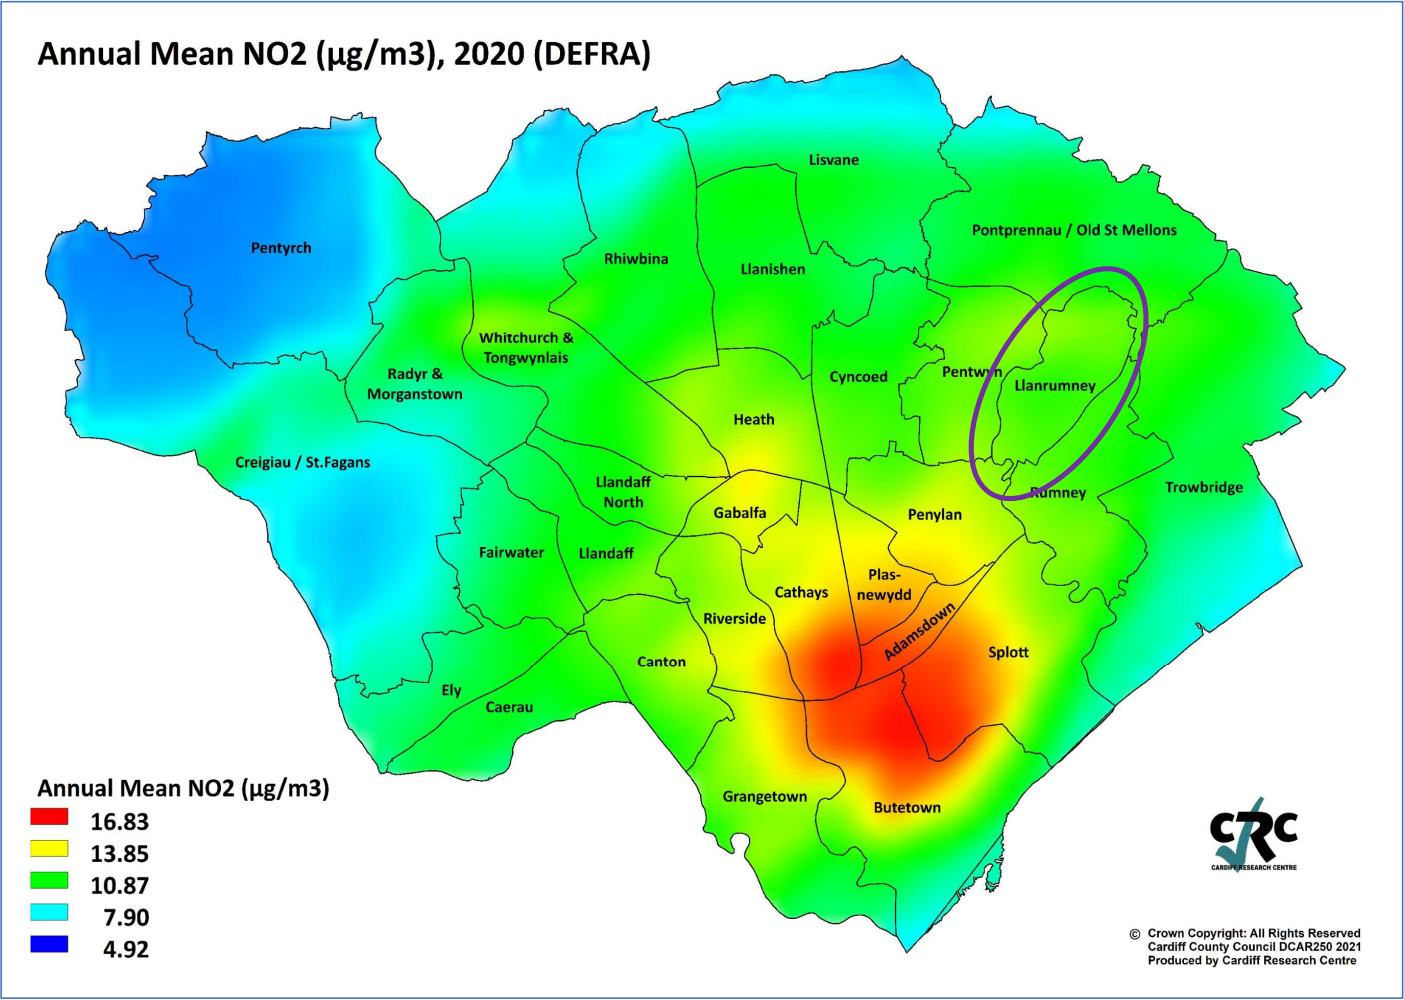 Annual Mean NO2 (µg/m3), 2020 (DEFRA)
Lisvane
Pontprennau / Old St Mellons
Pentyrch
Rhiwbina
Llanishen
Whitchurch &
Tongwynlais
Radyr &
Morganstown
Cyncoed
Pentwyn
Llanrumney
Heath
Creigiau / St.Fagans
Llandaff
North
Gabalfa
Penylan
Rumney
Trowbridge
Fairwater
Llandaff
Plas-
newydd
Cathays
Riverside
Adamsdown
Splott
Canton
Ely
Caerau
Grangetown
Butetown
Annual Mean NO2 (µg/m3)
16.83
13.85
10.87
7.90
4.92
CRC
CARDIFF RESEARCH CENTRE
© Crown Copyright: All Rights Reserved
Cardiff County Council DCAR250 2021
Produced by Cardiff Research Centre